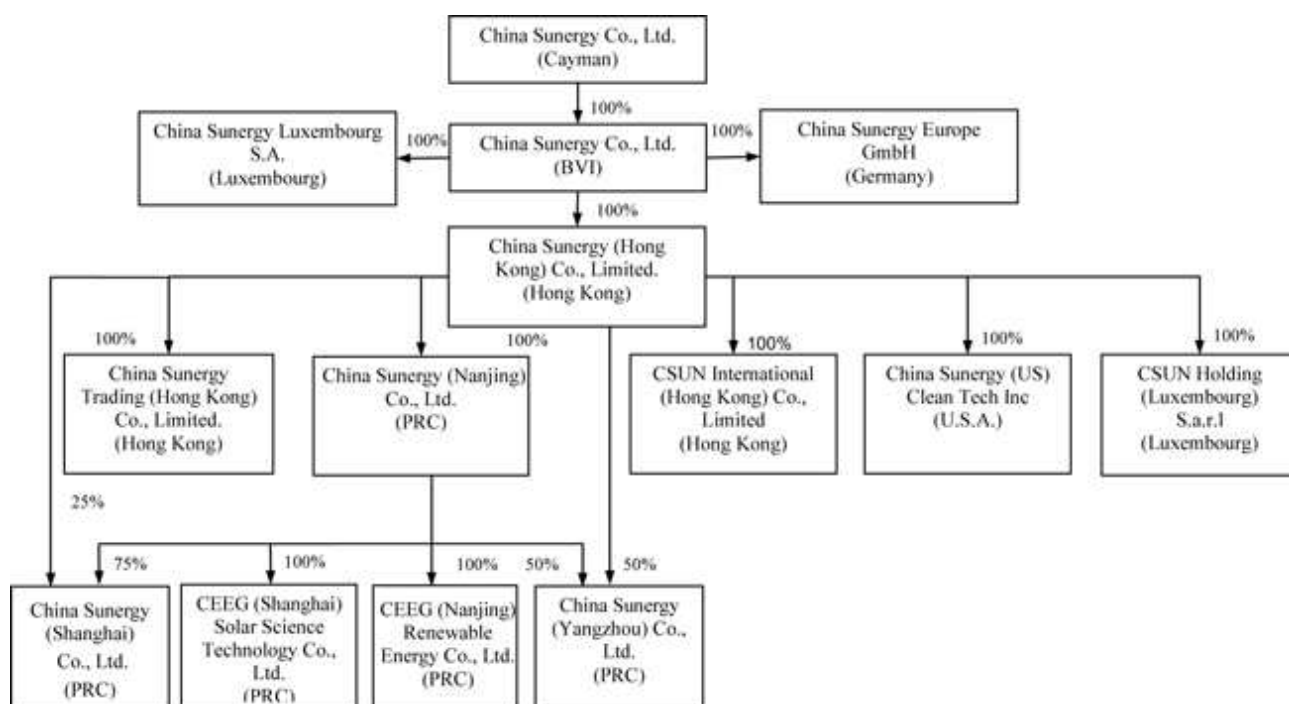 China Sunergy Co., Ltd.
(Cayman)
100%
China Sunergy Luxembourg
S.A.
(Luxembourg)
100%
China Sunergy Co., Ltd.
(BVI)
100%
China Sunergy Europe
GmbH
(Germany)
100%
China Sunergy (Hong
Kong) Co., Limited.
(Hong Kong)
100%
100%
100%
100%
100%
China Sunergy
Trading (Hong Kong)
Co., Limited.
(Hong Kong)
China Sunergy (Nanjing)
Co., Ltd.
(PRC)
CSUN International
(Hong Kong) Co.,
Limited
(Hong Kong)
China Sunergy (US)
Clean Tech Inc
(U.S.A.)
CSUN Holding
(Luxembourg)
S.a.r.l
(Luxembourg)
25%
75%
100%
100%
50%
50%
China Sunergy
(Shanghai)
Co., Ltd.
(PRC)
CEEG (Shanghai)
Solar Science
Technology Co.,
Ltd.
(PRC)
CEEG (Nanjing)
Renewable
Energy Co., Ltd.
(PRC)
China Sunergy
(Yangzhou) Co.,
Ltd.
(PRC)